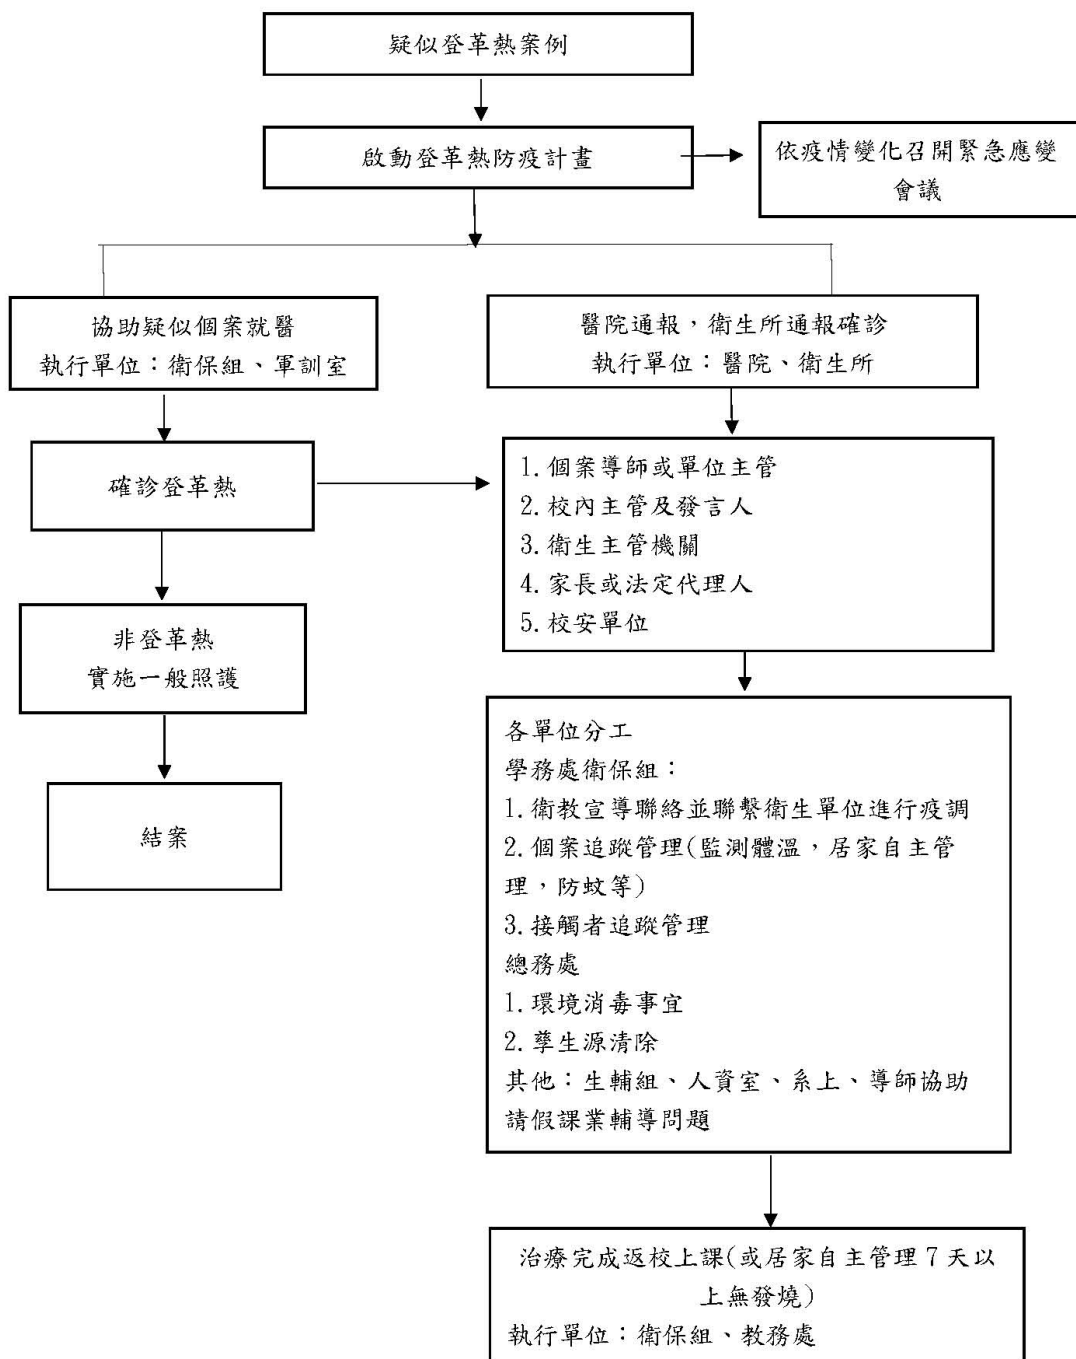 疑似登革熱案例
啟動登革熱防疫計畫
依疫情變化召開緊急應變
會議
協助疑似個案就醫
執行單位：衛保組、軍訓室
醫院通報，衛生所通報確診
執行單位：醫院、衛生所
確診登革熱
1.個案導師或單位主管
2.校內主管及發言人
3.衛生主管機關
4.家長或法定代理人
5.校安單位
非登革熱
實施一般照護
結案
各單位分工
學務處衛保組：
1.衛教宣導聯絡並聯繫衛生單位進行疫調
2.個案追蹤管理(監測體溫，居家自主管
理，防蚊等)
3.接觸者追蹤管理
總務處
1.環境消毒事宜
2.孳生源清除
其他：生輔組、人資室、系上、導師協助
請假課業輔導問題
治療完成返校上課(或居家自主管理7天以
上無發燒)
執行單位：衛保組、教務處